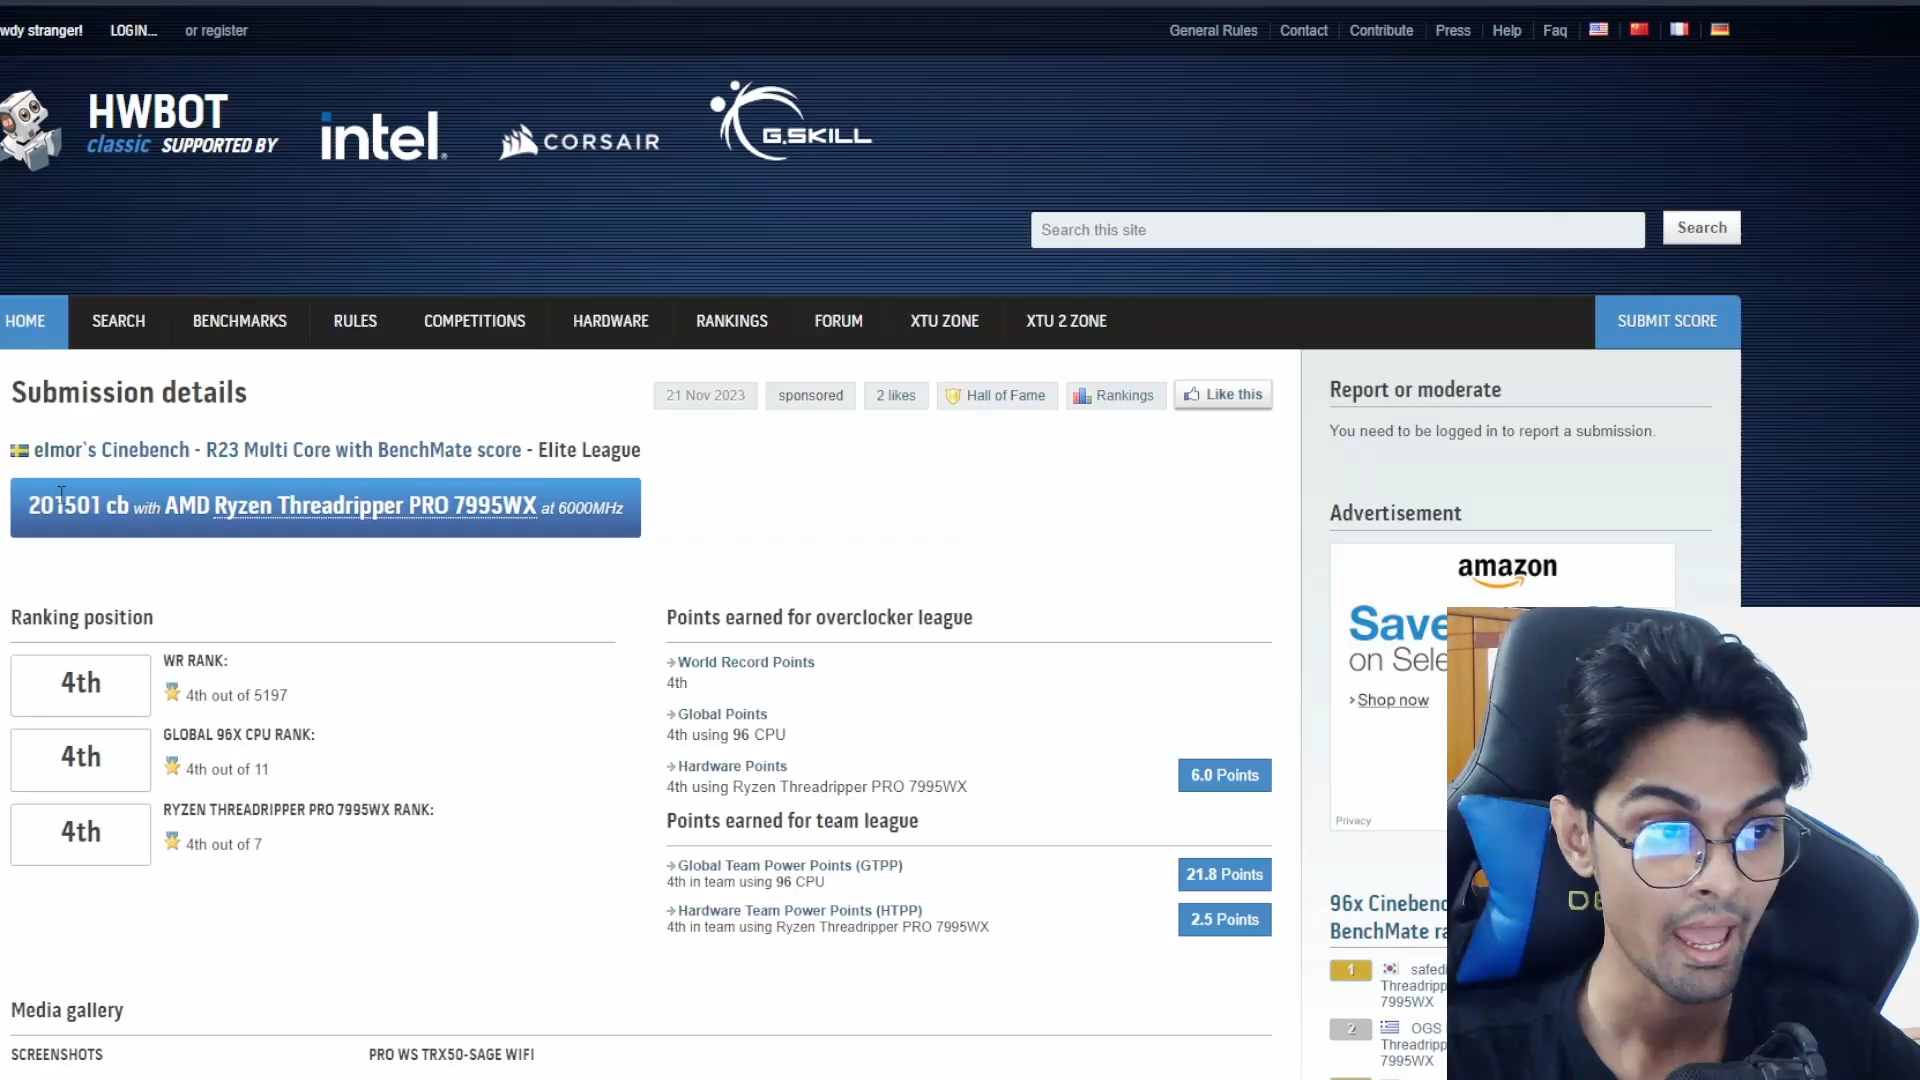 wdy stranger! LOGIN... or register
General Rules Contact Contribute Press Help Faq
HWBOT
classic SUPPORTED BY
intel.
CORSAIR
G.SKILL
Search this site
Search
HOME SEARCH BENCHMARKS RULES COMPETITIONS HARDWARE RANKINGS FORUM XTU ZONE XTU 2 ZONE SUBMIT SCORE
Submission details
21 Nov 2023 sponsored 2 likes Hall of Fame Rankings Like this
elmor`s Cinebench - R23 Multi Core with BenchMate score - Elite League
201501 cb with AMD Ryzen Threadripper PRO 7995WX at 6000MHz
Ranking position
4th
WR RANK:
4th out of 5197
4th
GLOBAL 96X CPU RANK:
4th out of 11
4th
RYZEN THREADRIPPER PRO 7995WX RANK:
4th out of 7
Points earned for overclocker league
World Record Points
4th
Global Points
4th using 96 CPU
Hardware Points
4th using Ryzen Threadripper PRO 7995WX
6.0 Points
Points earned for team league
Global Team Power Points (GTPP)
4th in team using 96 CPU
21.8 Points
Hardware Team Power Points (HTPP)
4th in team using Ryzen Threadripper PRO 7995WX
2.5 Points
Media gallery
SCREENSHOTS
PRO WS TRX50-SAGE WIFI
Report or moderate
You need to be logged in to report a submission.
Advertisement
amazon
Save
on Sele
Shop now
Privacy
96x Cinebenc
BenchMate ra
1 safedi
Threadripp
7995WX
2 OGS
Threadripp
7995WX